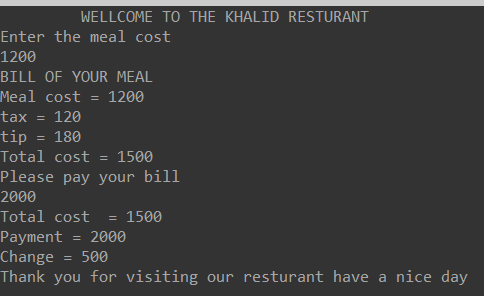 WELLCOME TO THE KHALID RESTURANT
Enter the meal cost
1200
BILL OF YOUR MEAL
Meal cost = 1200
tax = 120
tip = 180
Total cost = 1500
Please pay your bill
2000
Total cost  = 1500
Payment = 2000
Change = 500
Thank you for visiting our resturant have a nice day